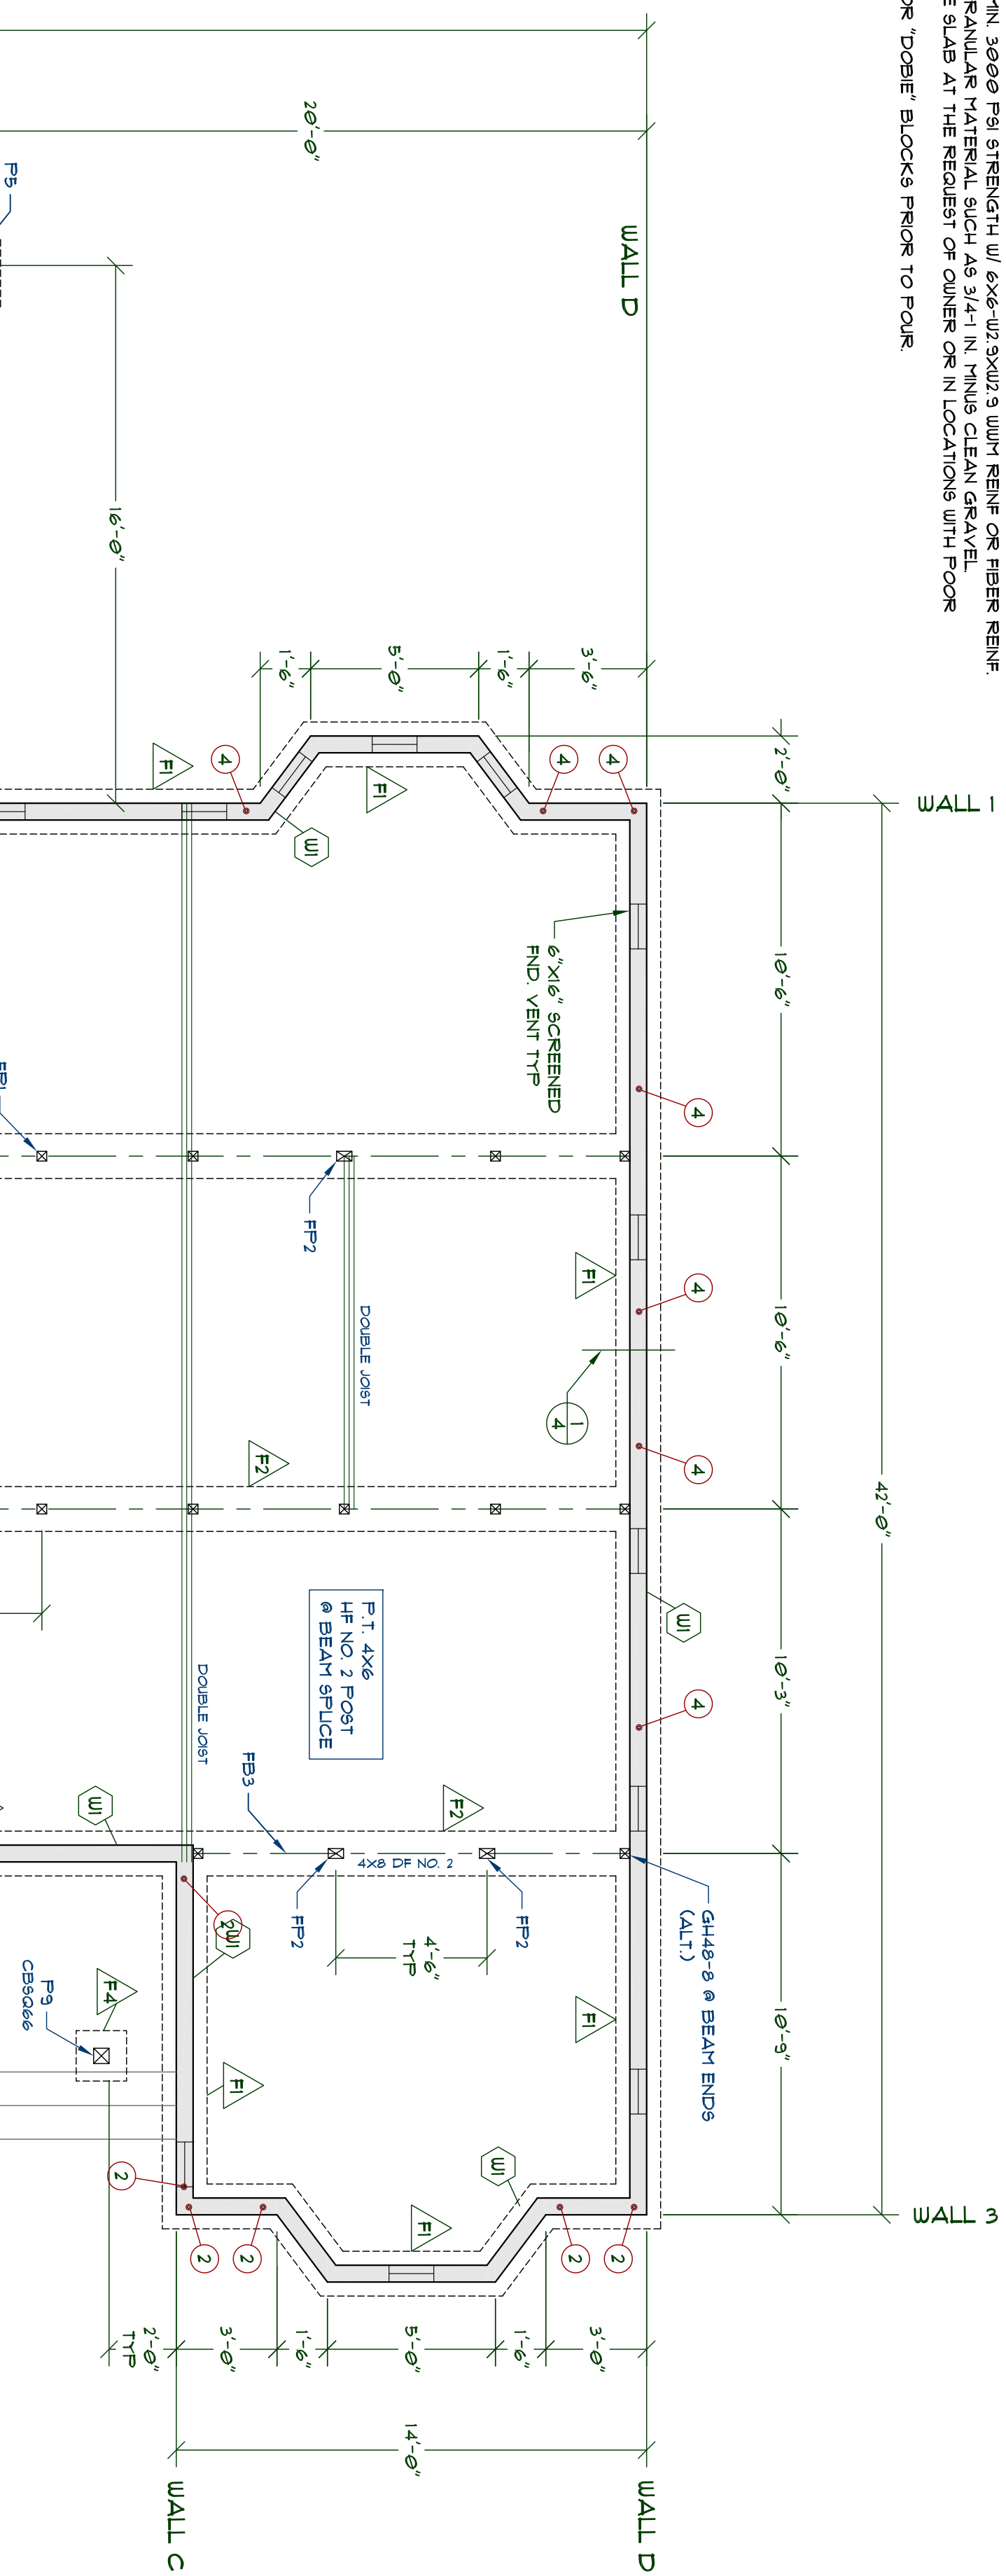 MIN. 3000 PSI STRENGTH W/ 6X6-W2.9XW2.9 WWM REINF OR FIBER REINF.
RANULAR MATERIAL SUCH AS 3/4-1 IN. MINUS CLEAN GRAVEL.
E SLAB AT THE REQUEST OF OWNER OR IN LOCATIONS WITH POOR
OR "DOBIE" BLOCKS PRIOR TO POUR.
WALL 1
WALL 3
42'-0"
2'-0"
10'-6"
10'-6"
10'-3"
10'-9"
GH48-8 @ BEAM ENDS
(ALT.)
4
4
4
4
W1
WALL D
20'-0"
3'-6"
1'-6"
5'-0"
1'-6"
4
4
4
F1
F1
W1
16'-0"
P5
6"X16" SCREENED
FND. VENT TYP
F1
1
4
FP2
DOUBLE JOIST
F2
P.T. 4X6
HF NO. 2 POST
@ BEAM SPLICE
F2
FB3
4X8 DF NO. 2
FP2
FP2
4'-6"
TYP
DOUBLE JOIST
W1
2
W1
F1
F1
W1
F1
2
2
2
2
2
F4
P9
CBSQ66
3'-0"
1'-6"
5'-0"
1'-6"
3'-0"
2'-0"
TYP
14'-0"
WALL D
WALL C